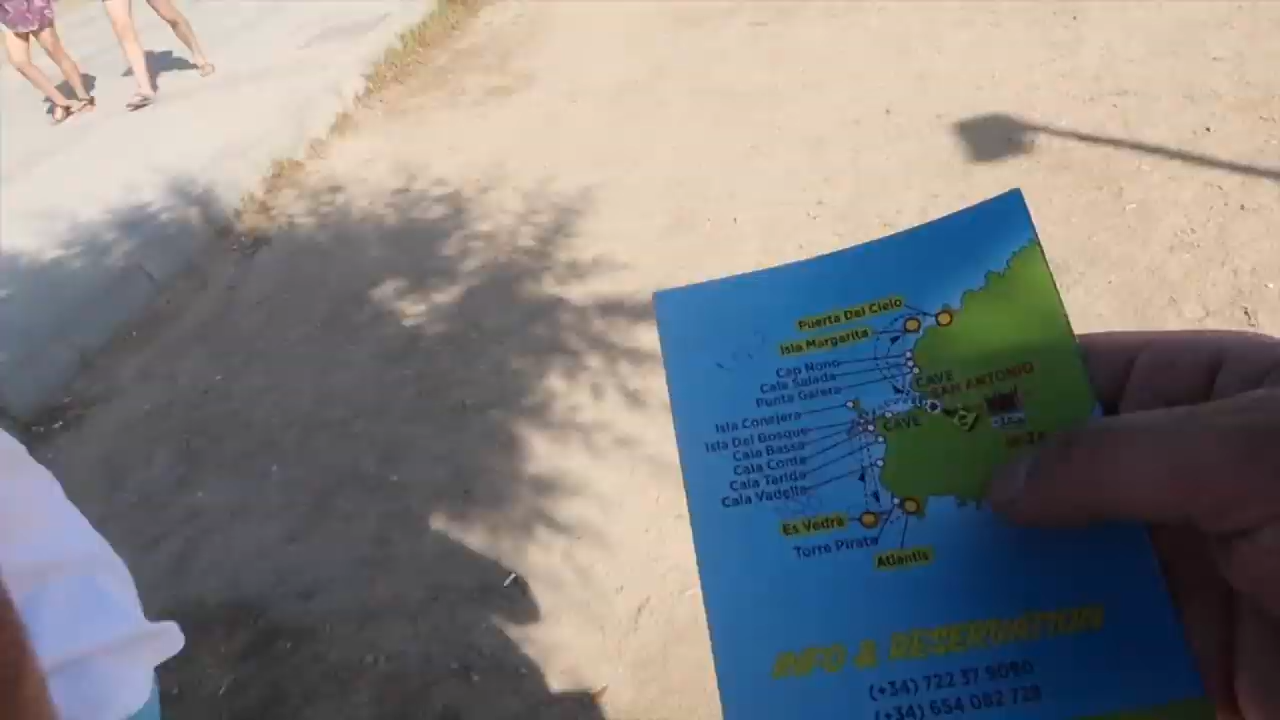 Puerta Del Cielo
Isla Margarita
Cap Nono
Cala Salada
Punta Galera
CAVE
SAN ANTONIO
Isla Conejera
CAVE
Isla Del Bosque
Cala Bassa
Cala Conta
Cala Tarida
Cala Vadella
Es Vedra
Torre Pirata
Atlantis
INFO & RESERVATION
(+34) 722 37 9090
(+34) 654 082 728